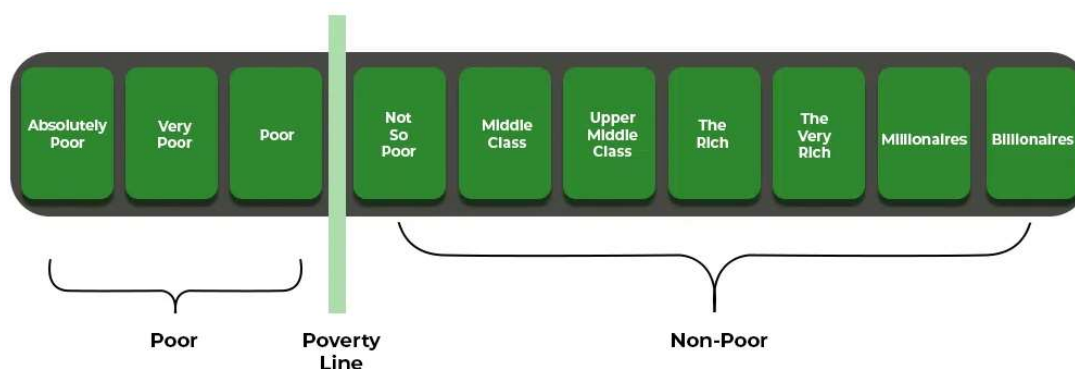 Absolutely
Poor
Very
Poor
Poor
Not
So
Poor
Middle
Class
Upper
Middle
Class
The
Rich
The
Very
Rich
Millionaires
Billionaires
Poor
Poverty
Line
Non-Poor